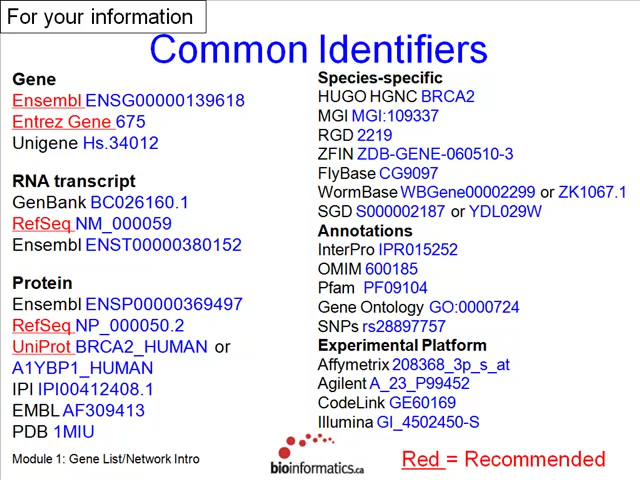 For your information
Common Identifiers
Gene
Ensembl ENSG00000139618
Entrez Gene 675
Unigene Hs.34012
RNA transcript
GenBank BC026160.1
RefSeq NM_000059
Ensembl ENST00000380152
Protein
Ensembl ENSP00000369497
RefSeq NP_000050.2
UniProt BRCA2_HUMAN or
A1YBP1_HUMAN
IPI IPI00412408.1
EMBL AF309413
PDB 1MIU
Species-specific
HUGO HGNC BRCA2
MGI MGI:109337
RGD 2219
ZFIN ZDB-GENE-060510-3
FlyBase CG9097
WormBase WBGene00002299 or ZK1067.1
SGD S000002187 or YDL029W
Annotations
InterPro IPR015252
OMIM 600185
Pfam PF09104
Gene Ontology GO:0000724
SNPs rs28897757
Experimental Platform
Affymetrix 208368_3p_s_at
Agilent A_23_P99452
CodeLink GE60169
Illumina GI_4502450-S
Module 1: Gene List/Network Intro
bioinformatics.ca
Red = Recommended